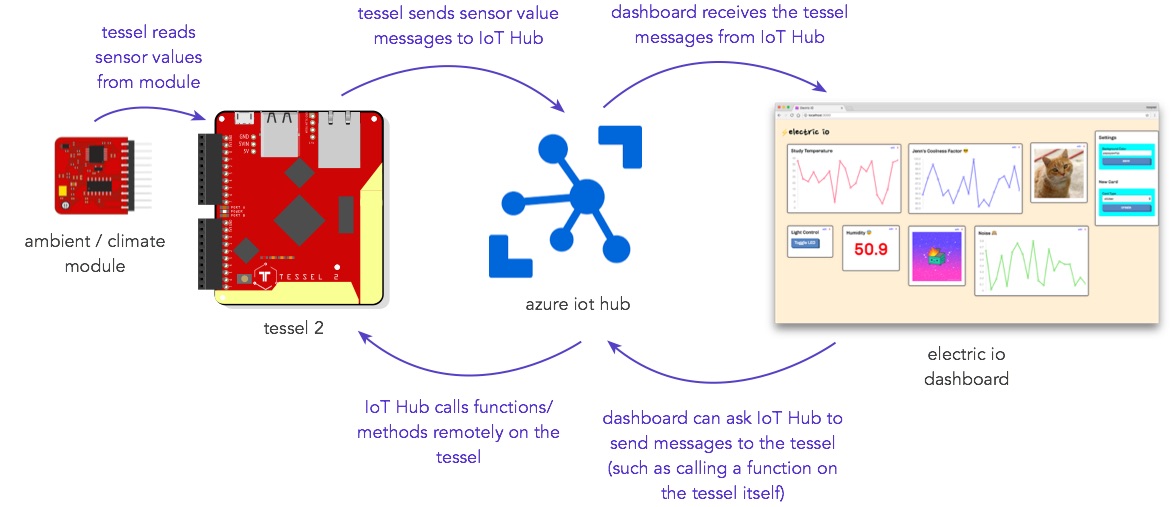 tessel reads
sensor values
from module
tessel sends sensor value
messages to IoT Hub
dashboard receives the tessel
messages from IoT Hub
ambient / climate
module
GND
5VIN
5V
PORT A
POWER
PORT B
TESSEL 2
tessel 2
azure iot hub
electric io
Study Temperature
Jenn's Coolness Factor 😎
Settings
New Card
Light Control
Toggle LED
Humidity
50.9
Noise 🙉
electric io
dashboard
IoT Hub calls functions/
methods remotely on the
tessel
dashboard can ask IoT Hub to
send messages to the tessel
(such as calling a function on
the tessel itself)